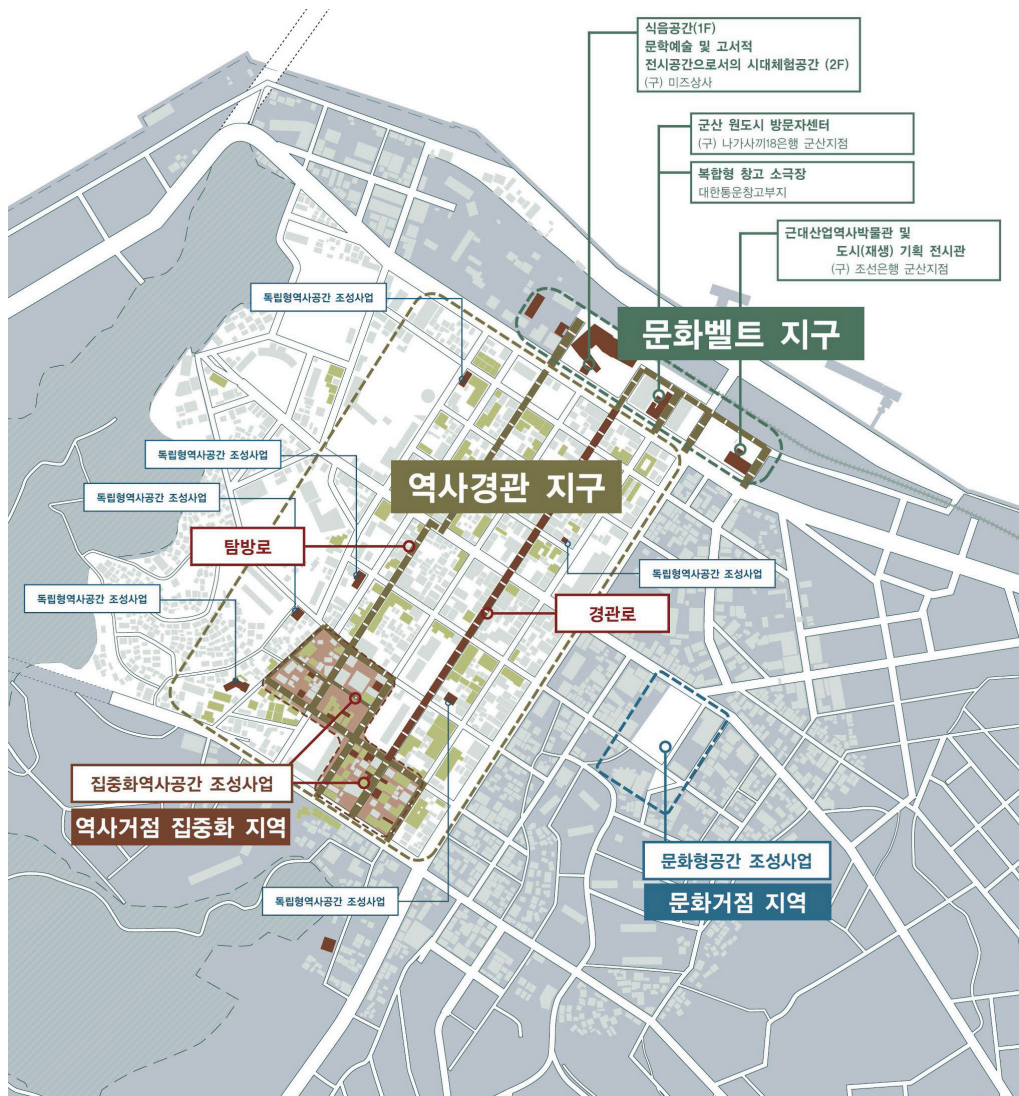 식음공간(1F)
문학예술 및 고서적
전시공간으로서의 시대체험공간 (2F)
(구) 미즈상사
군산 원도시 방문자센터
(구) 나가사끼18은행 군산지점
복합형 창고 소극장
대한통운창고부지
근대산업역사박물관 및
도시(재생) 기획 전시관
(구) 조선은행 군산지점
독립형역사공간 조성사업
문화벨트 지구
독립형역사공간 조성사업
역사경관 지구
독립형역사공간 조성사업
탐방로
독립형역사공간 조성사업
독립형역사공간 조성사업
경관로
집중화역사공간 조성사업
역사거점 집중화 지역
문화형공간 조성사업
문화거점 지역
독립형역사공간 조성사업